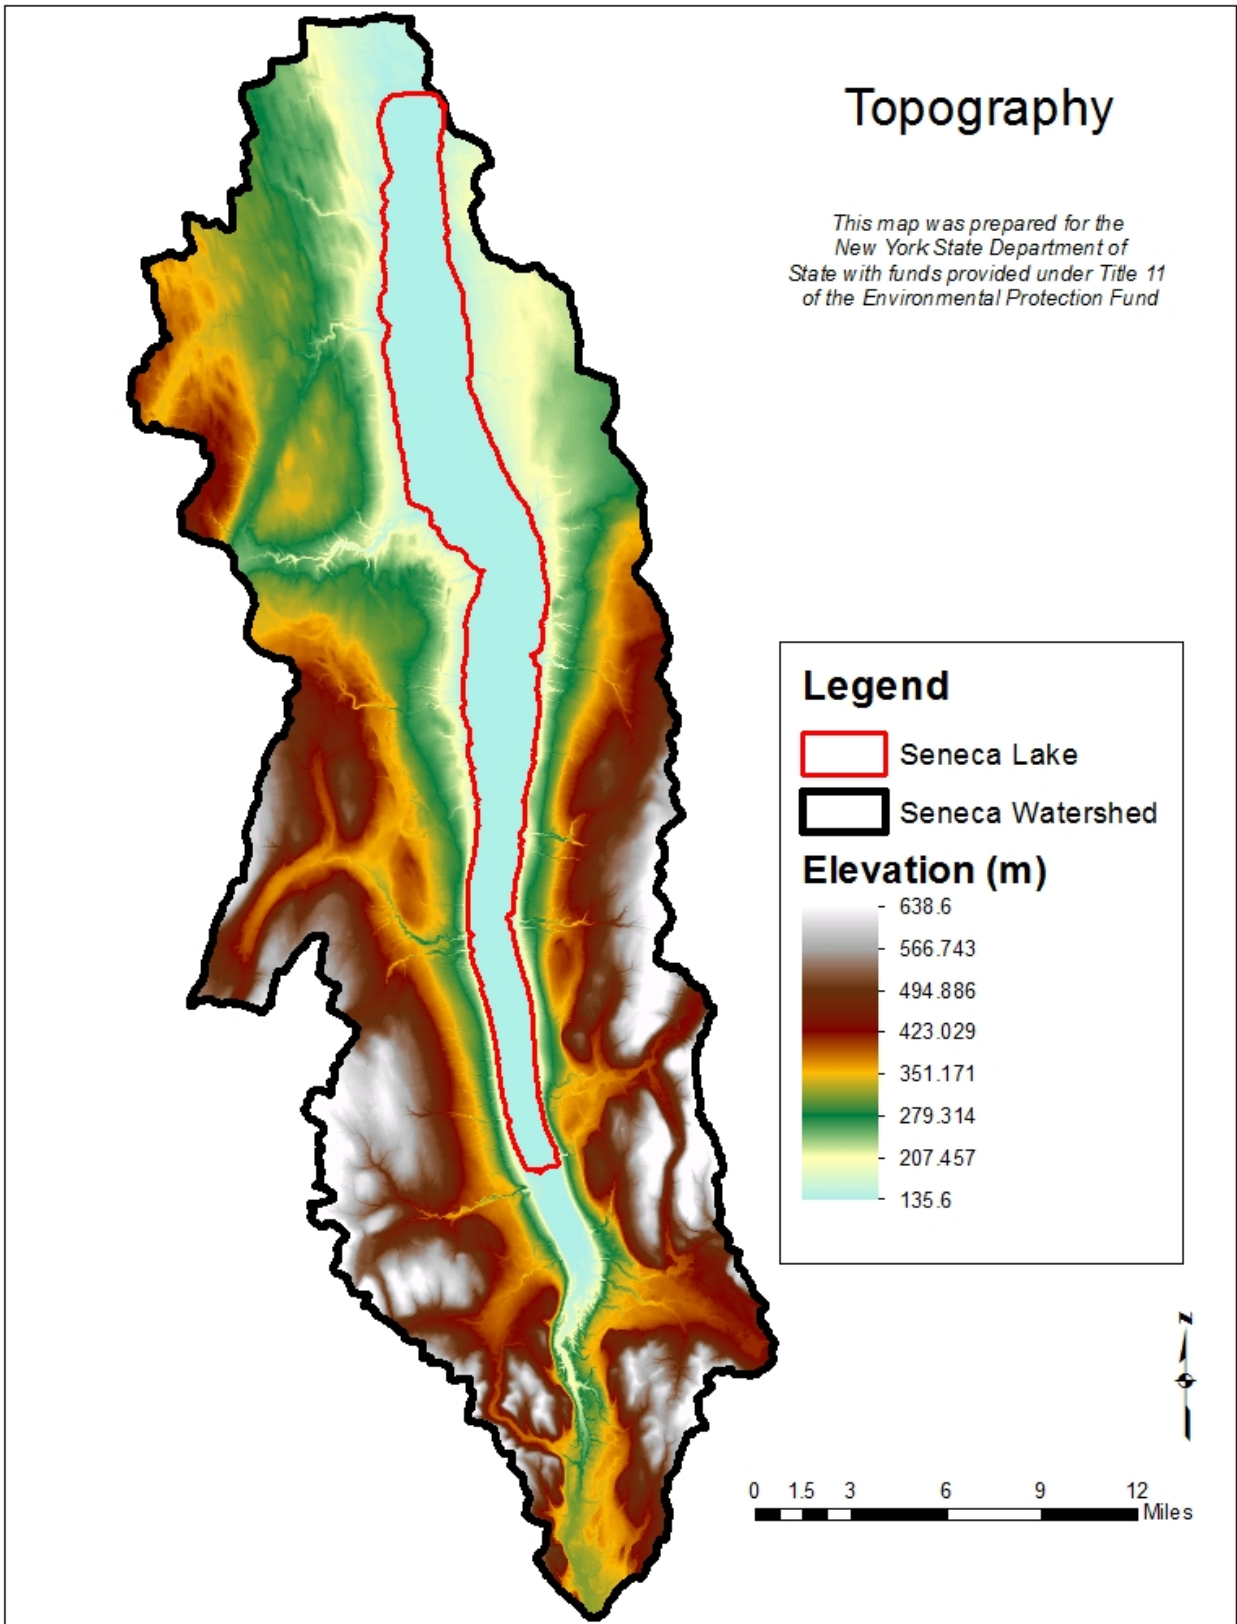 Topography
This map was prepared for the
New York State Department of
State with funds provided under Title 11
of the Environmental Protection Fund
Legend
Seneca Lake
Seneca Watershed
Elevation (m)
638.6
566.743
494.886
423.029
351.171
279.314
207.457
135.6
N
0 1.5 3 6 9 12
Miles